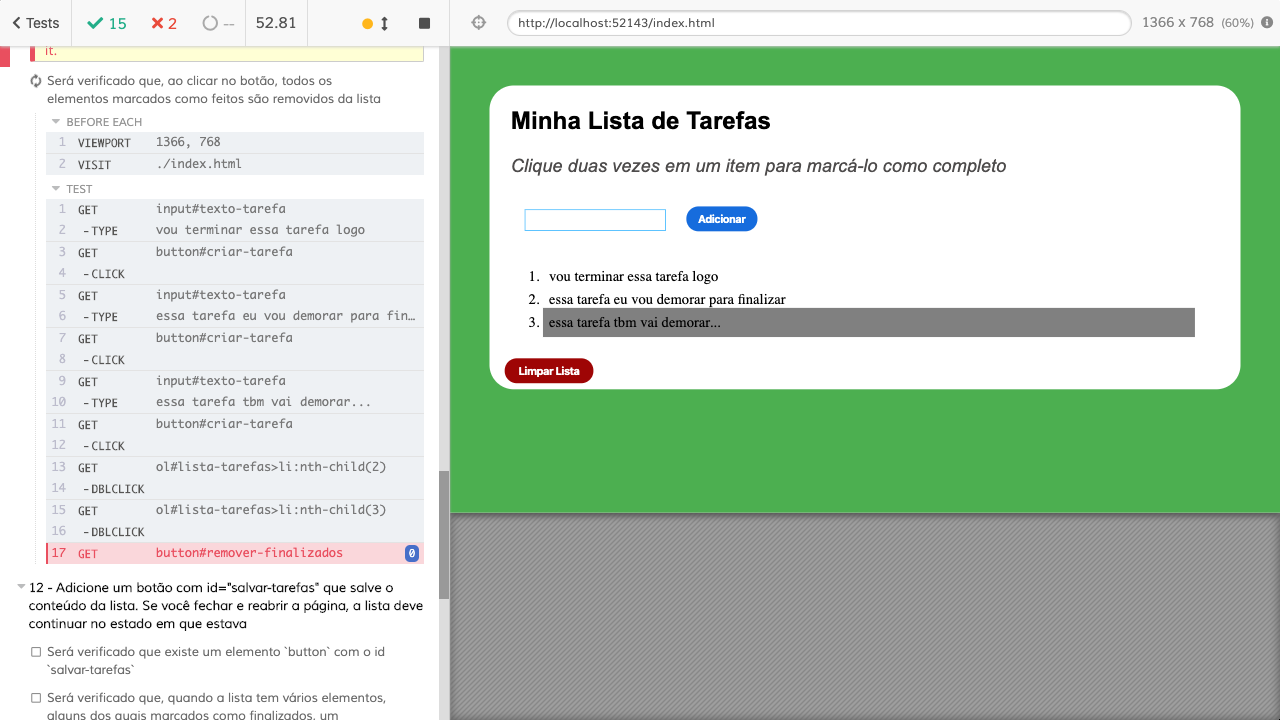 Tests 15 2 -- 52.81 http://localhost:52143/index.html 1366 x 768 (60%)
it.
Será verificado que, ao clicar no botão, todos os
elementos marcados como feitos são removidos da lista
BEFORE EACH
1 VIEWPORT 1366, 768
2 VISIT ./index.html
TEST
1 GET input#texto-tarefa
2 -TYPE vou terminar essa tarefa logo
3 GET button#criar-tarefa
4 -CLICK
5 GET input#texto-tarefa
6 -TYPE essa tarefa eu vou demorar para fin…
7 GET button#criar-tarefa
8 -CLICK
9 GET input#texto-tarefa
10 -TYPE essa tarefa tbm vai demorar...
11 GET button#criar-tarefa
12 -CLICK
13 GET ol#lista-tarefas>li:nth-child(2)
14 -DBLCLICK
15 GET ol#lista-tarefas>li:nth-child(3)
16 -DBLCLICK
17 GET button#remover-finalizados 0
12 - Adicione um botão com id="salvar-tarefas" que salve o
conteúdo da lista. Se você fechar e reabrir a página, a lista deve
continuar no estado em que estava
Será verificado que existe um elemento `button` com o id
`salvar-tarefas`
Será verificado que, quando a lista tem vários elementos,
alguns dos quais marcados como finalizados, um
Minha Lista de Tarefas
Clique duas vezes em um item para marcá-lo como completo
Adicionar
1. vou terminar essa tarefa logo
2. essa tarefa eu vou demorar para finalizar
3. essa tarefa tbm vai demorar...
Limpar Lista